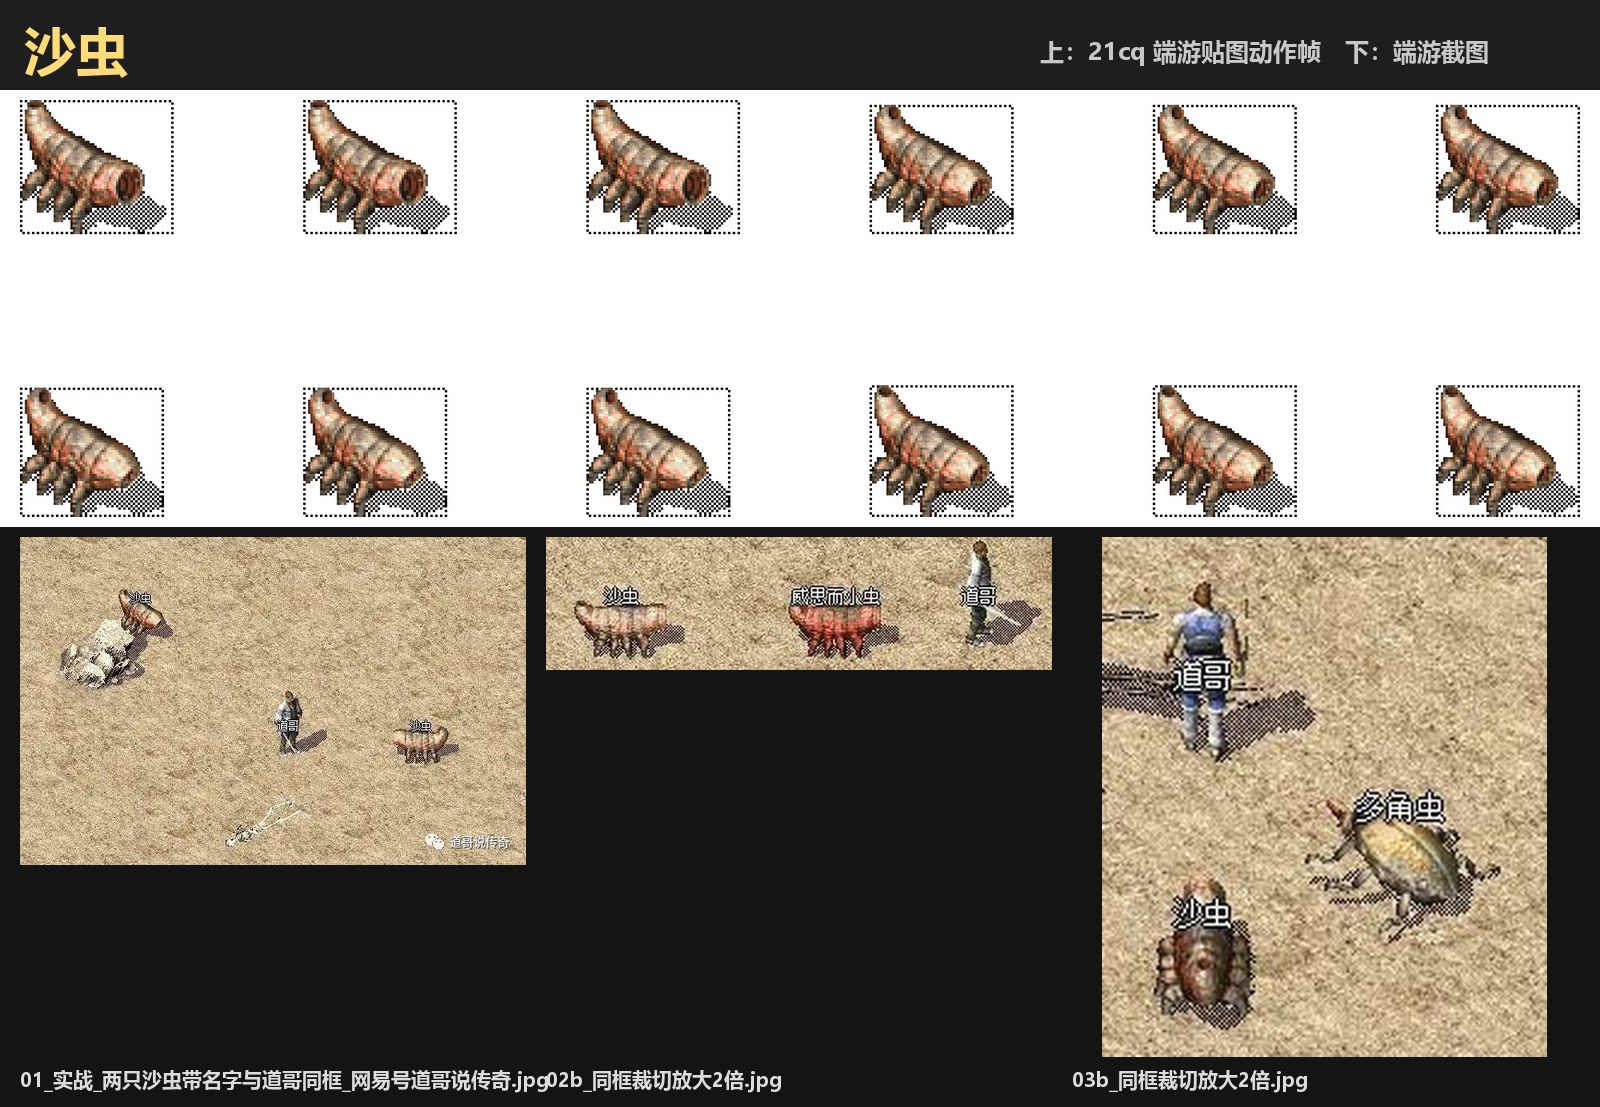 沙虫
上：21cq 端游贴图动作帧　下：端游截图
沙虫
道哥
沙虫
道哥说传奇
沙虫
威思而小虫
道哥
道哥
多角虫
沙虫
01_实战_两只沙虫带名字与道哥同框_网易号道哥说传奇.jpg
02b_同框裁切放大2倍.jpg
03b_同框裁切放大2倍.jpg